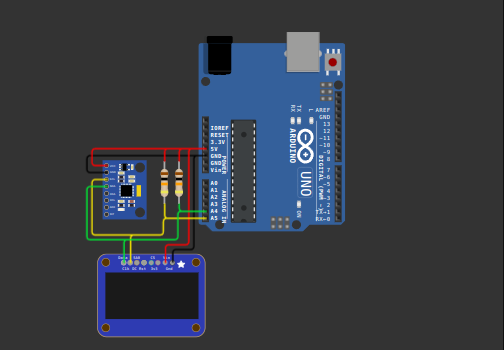 RX
TX
L
AREF
GND
13
12
~11
~10
~9
8
IOREF
RESET
3.3V
5V
GND
GND
Vin
POWER
ARDUINO
UNO
DIGITAL (PWM ~)
7
~6
~5
4
~3
2
TX→1
RX←0
A0
A1
A2
A3
A4
A5
ANALOG IN
ON
Data
SA0
CS
Vin
Clk
DC
Rst
3v3
Gnd